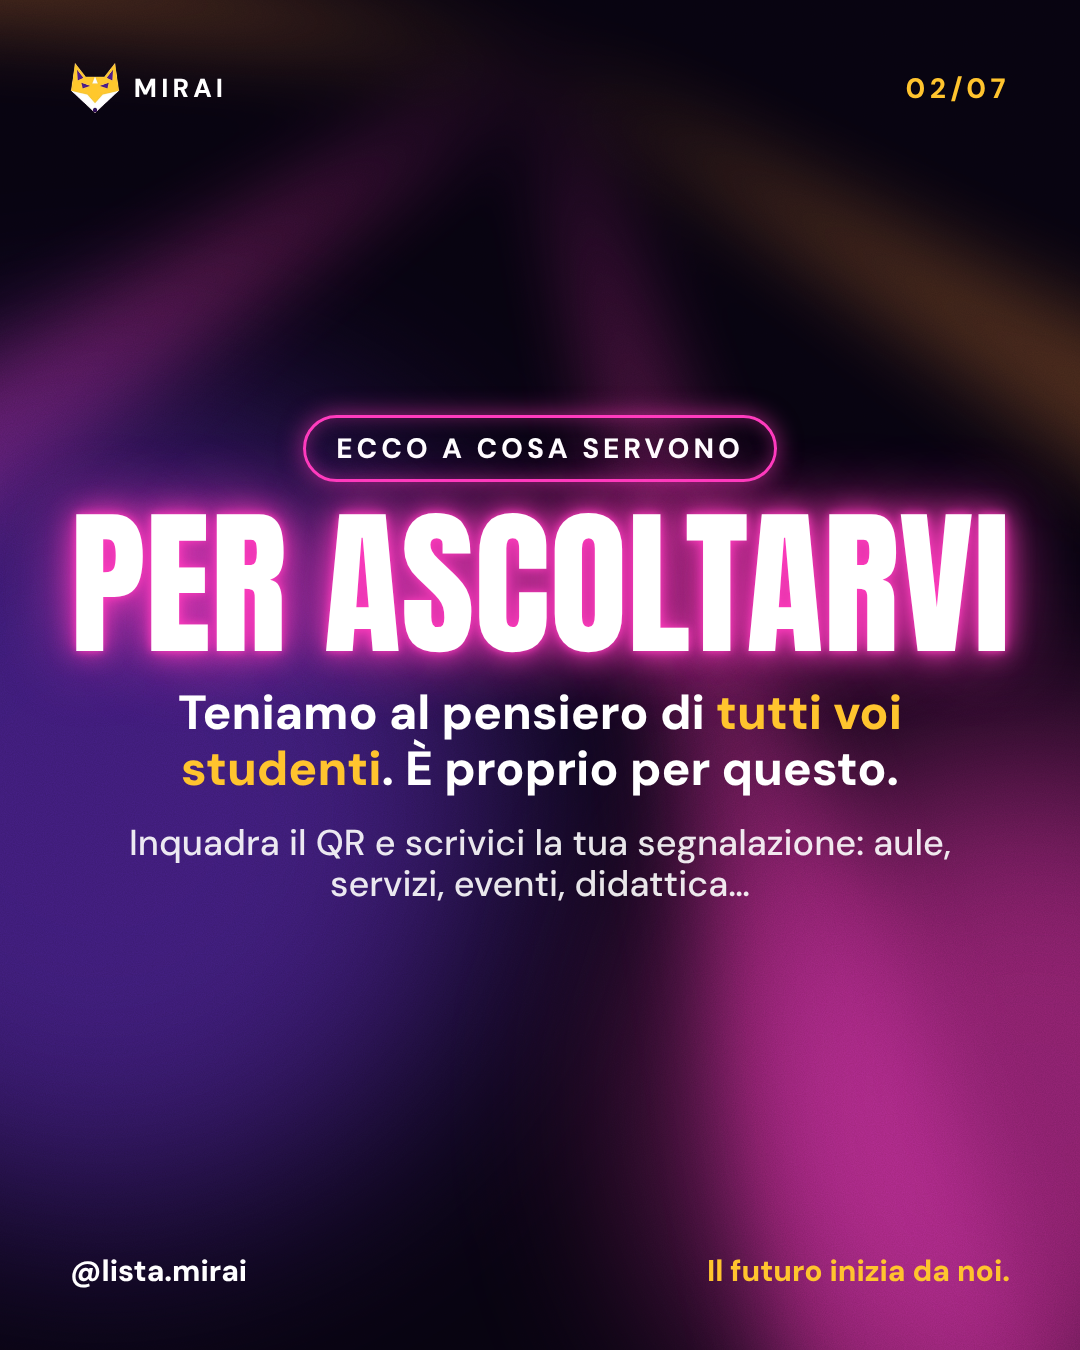 MIRAI
02/07
ECCO A COSA SERVONO
PER ASCOLTARVI
Teniamo al pensiero di tutti voi
studenti. È proprio per questo.
Inquadra il QR e scrivici la tua segnalazione: aule,
servizi, eventi, didattica...
@lista.mirai
Il futuro inizia da noi.